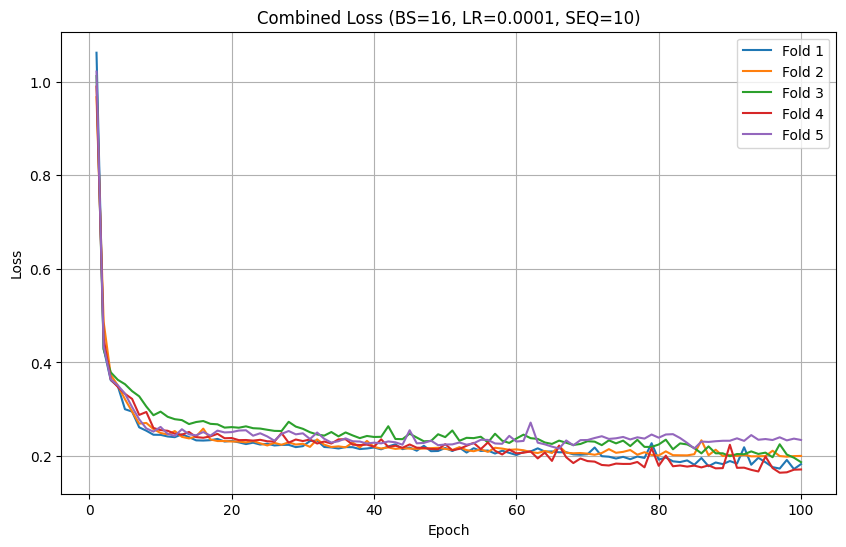 Combined Loss (BS=16, LR=0.0001, SEQ=10)
Fold 1
Fold 2
Fold 3
Fold 4
Fold 5
Loss
1.0
0.8
0.6
0.4
0.2
0
20
40
60
80
100
Epoch